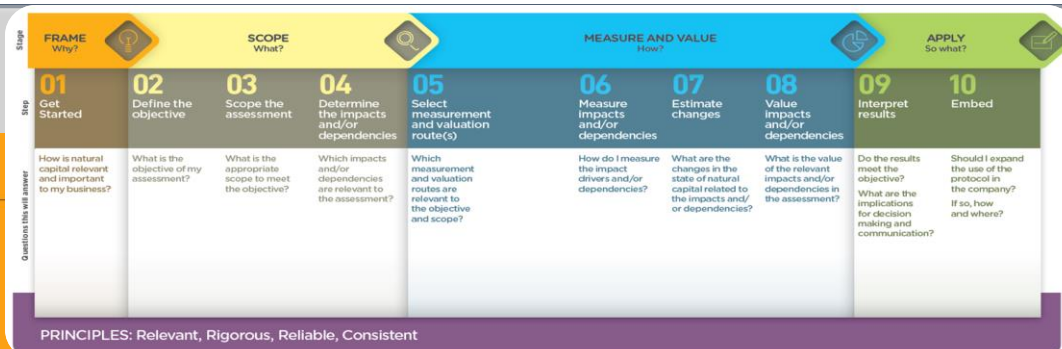 Stage
FRAME
Why?
SCOPE
What?
MEASURE AND VALUE
How?
APPLY
So what?
Step
01
Get
Started
02
Define the
objective
03
Scope the
assessment
04
Determine
the impacts
and/or
dependencies
05
Select
measurement
and valuation
route(s)
06
Measure
impacts
and/or
dependencies
07
Estimate
changes
08
Value
impacts
and/or
dependencies
09
Interpret
results
10
Embed
Questions this will answer
How is natural
capital relevant
and important
to my business?
What is the
objective of my
assessment?
What is the
appropriate
scope to meet
the objective?
Which impacts
and/or
dependencies
are relevant to
the assessment?
Which
measurement
and valuation
routes are
relevant to
the objective
and scope?
How do I measure
the impact
drivers and/or
dependencies?
What are the
changes in the
state of natural
capital related to
the impacts and/
or dependencies?
What is the value
of the relevant
impacts and/or
dependencies in
the assessment?
Do the results
meet the
objective?
What are the
implications
for decision
making and
communication?
Should I expand
the use of the
protocol in
the company?
If so, how
and where?
PRINCIPLES: Relevant, Rigorous, Reliable, Consistent